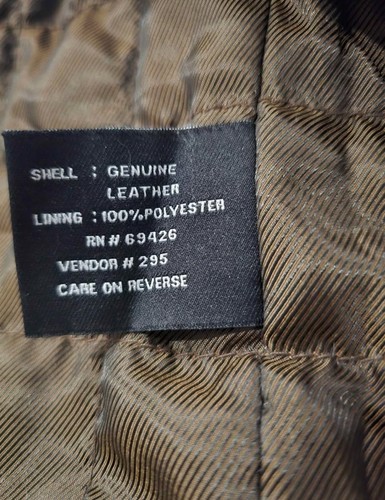 SHELL : GENUINE
LEATHER
LINING : 100% POLYESTER
RN # 69426
VENDOR # 295
CARE ON REVERSE